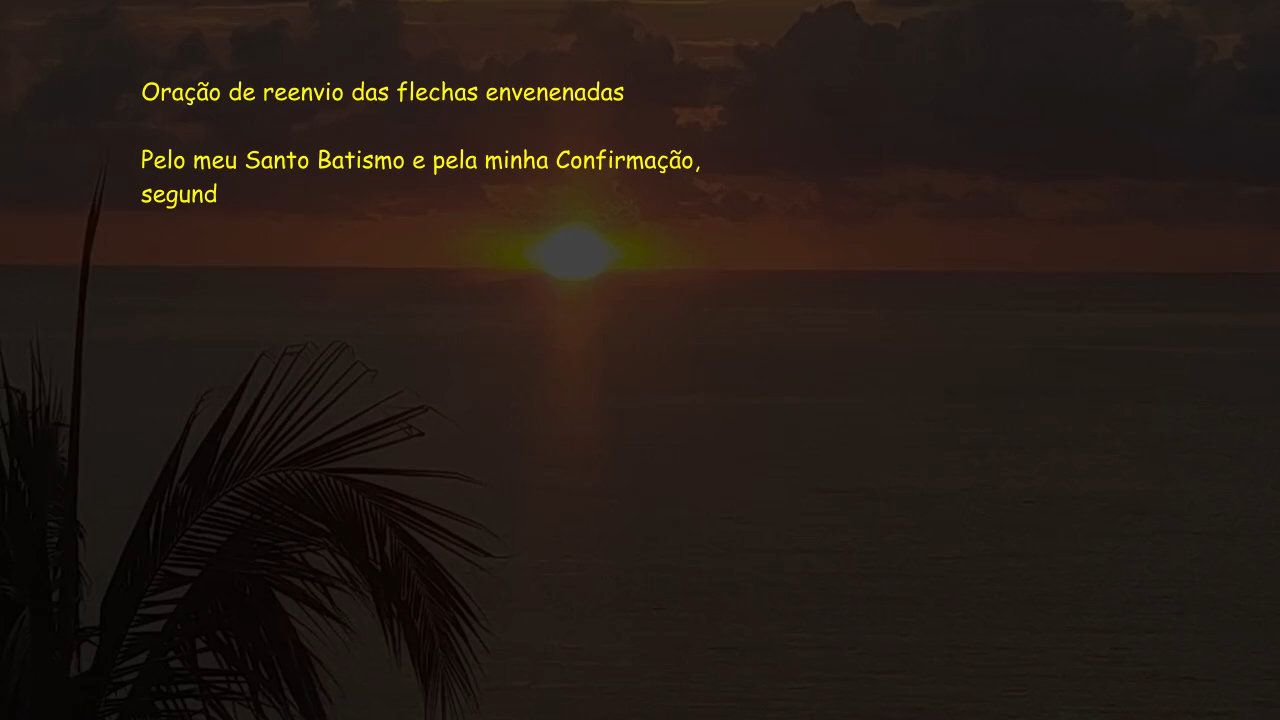 Oração de reenvio das flechas envenenadas
Pelo meu Santo Batismo e pela minha Confirmação,
segund